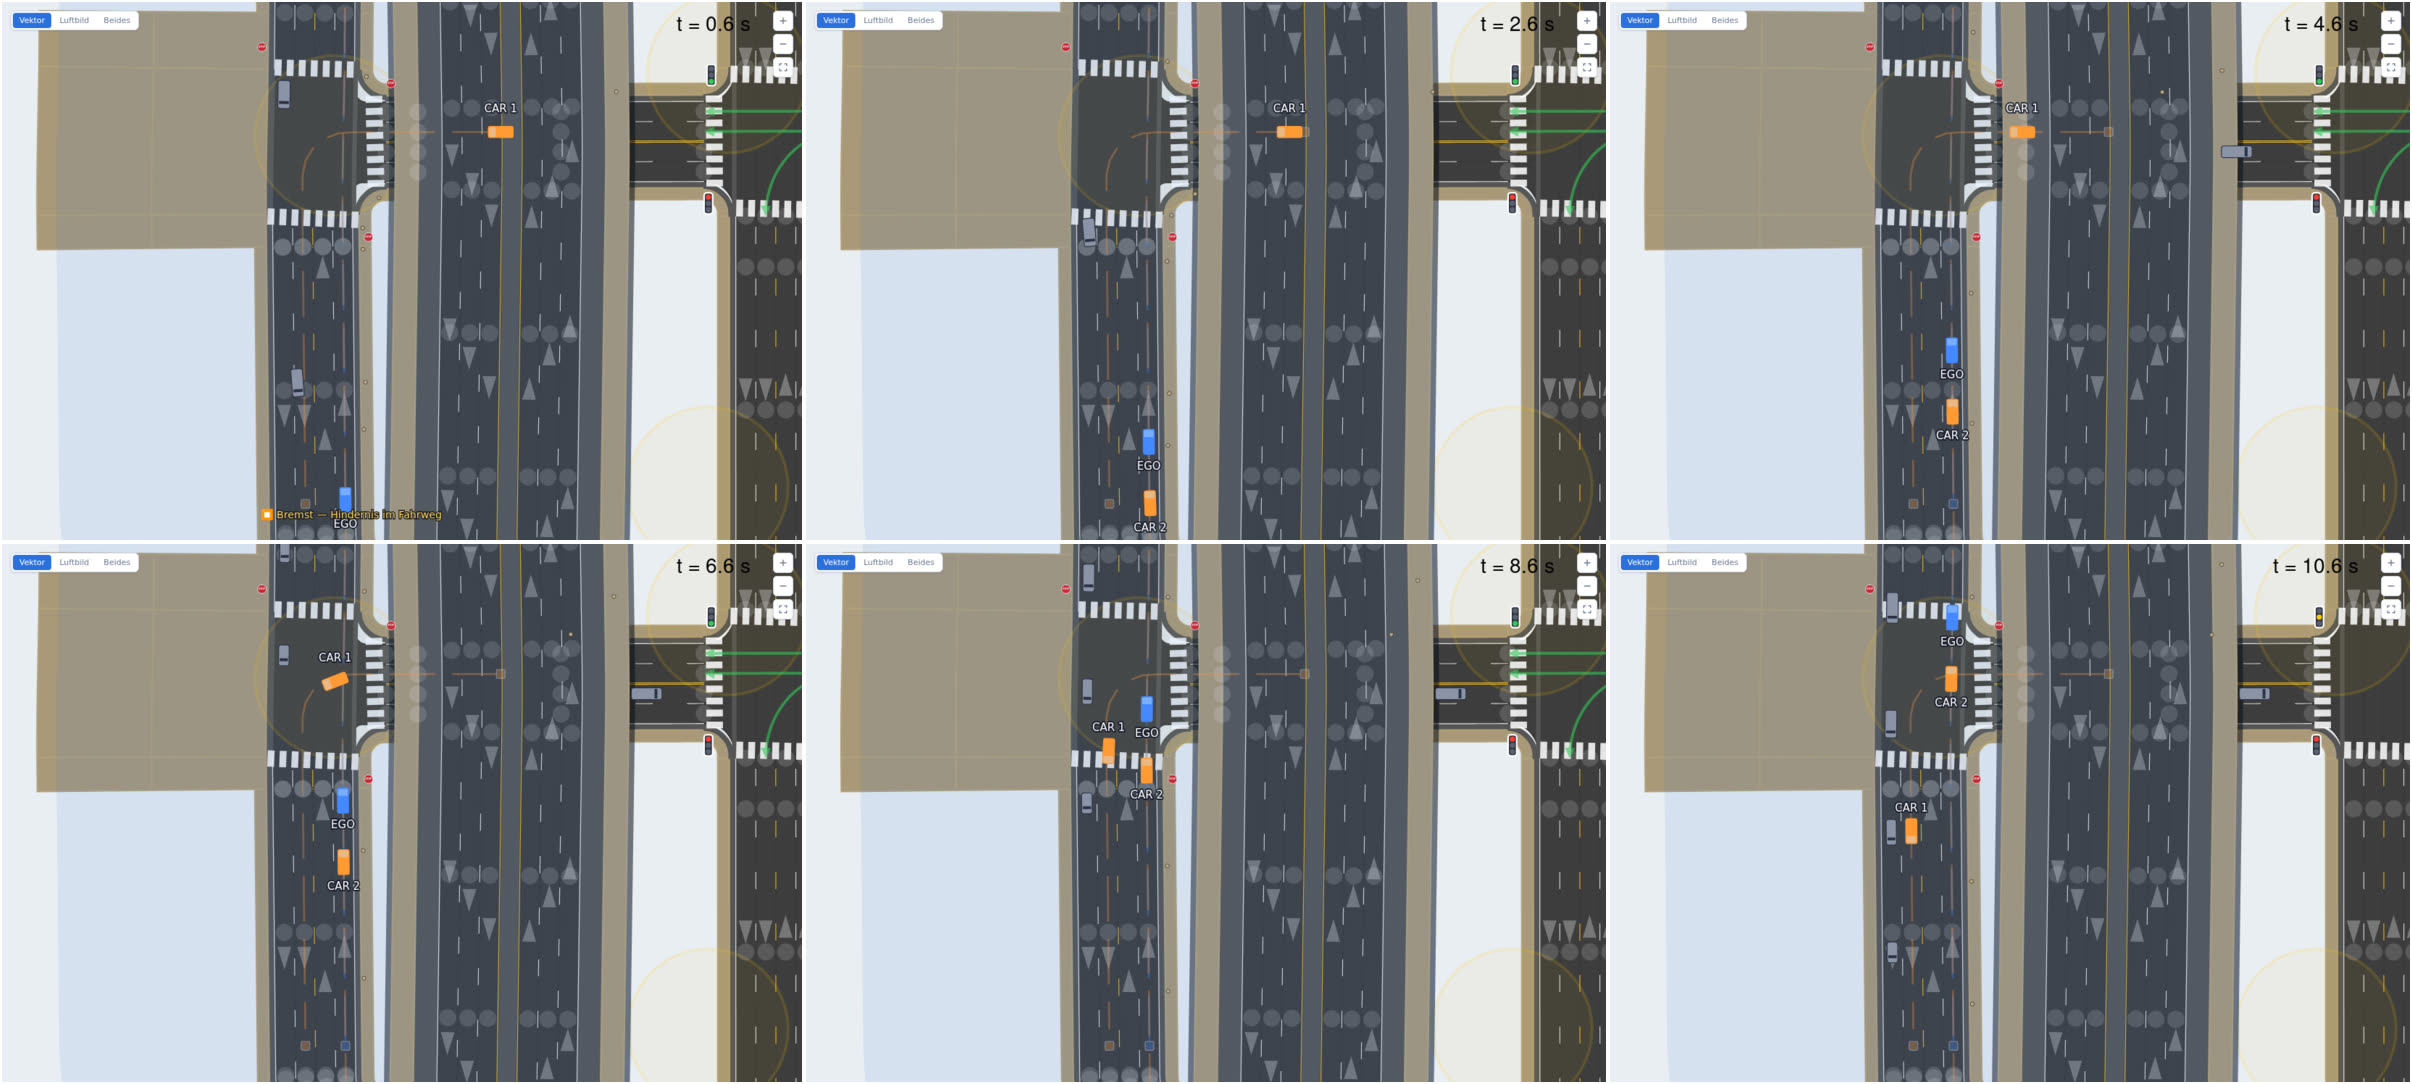 Vektor Luftbild Beides
t = 0.6 s
+
−
CAR 1
Bremst — Hindernis im Fahrweg
EGO
Vektor Luftbild Beides
t = 2.6 s
+
−
CAR 1
EGO
CAR 2
Vektor Luftbild Beides
t = 4.6 s
+
−
CAR 1
EGO
CAR 2
Vektor Luftbild Beides
t = 6.6 s
+
−
CAR 1
EGO
CAR 2
Vektor Luftbild Beides
t = 8.6 s
+
−
CAR 1
EGO
CAR 2
Vektor Luftbild Beides
t = 10.6 s
+
−
EGO
CAR 2
CAR 1